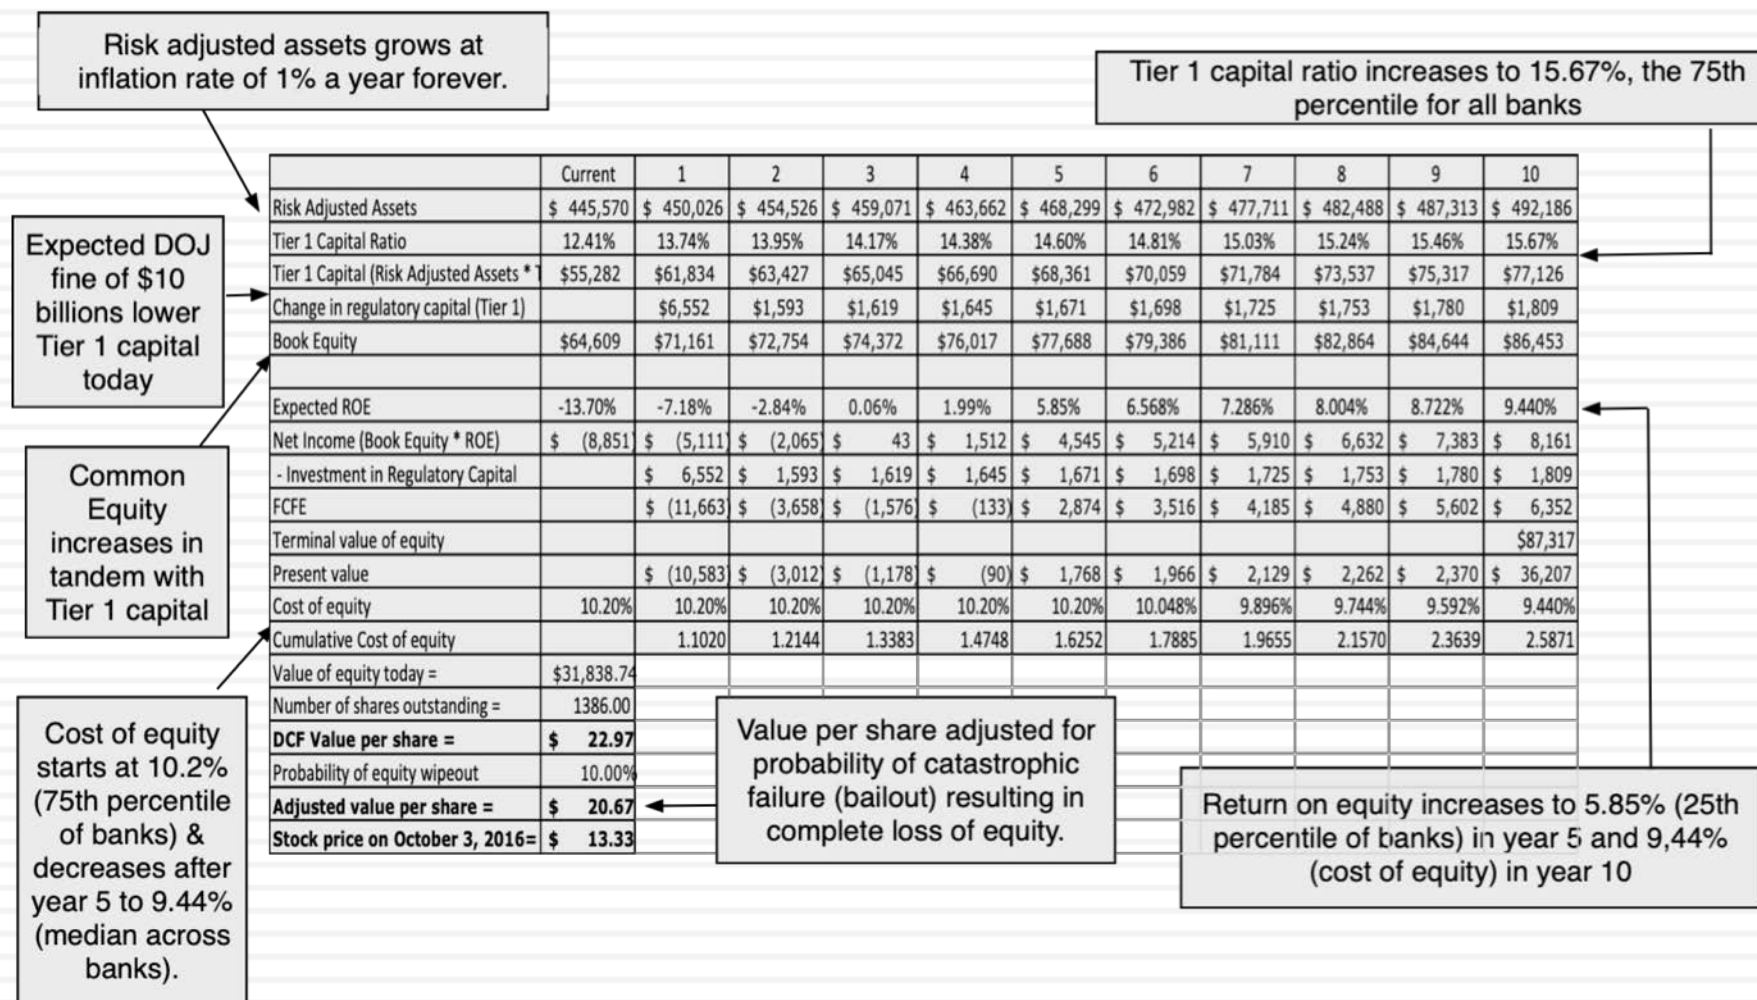 Risk adjusted assets grows at
inflation rate of 1% a year forever.
Tier 1 capital ratio increases to 15.67%, the 75th
percentile for all banks
Expected DOJ
fine of $10
billions lower
Tier 1 capital
today
Common
Equity
increases in
tandem with
Tier 1 capital
Cost of equity
starts at 10.2%
(75th percentile
of banks) &
decreases after
year 5 to 9.44%
(median across
banks).
Current 1 2 3 4 5 6 7 8 9 10
Risk Adjusted Assets $ 445,570 $ 450,026 $ 454,526 $ 459,071 $ 463,662 $ 468,299 $ 472,982 $ 477,711 $ 482,488 $ 487,313 $ 492,186
Tier 1 Capital Ratio 12.41% 13.74% 13.95% 14.17% 14.38% 14.60% 14.81% 15.03% 15.24% 15.46% 15.67%
Tier 1 Capital (Risk Adjusted Assets * $55,282 $61,834 $63,427 $65,045 $66,690 $68,361 $70,059 $71,784 $73,537 $75,317 $77,126
Change in regulatory capital (Tier 1) $6,552 $1,593 $1,619 $1,645 $1,671 $1,698 $1,725 $1,753 $1,780 $1,809
Book Equity $64,609 $71,161 $72,754 $74,372 $76,017 $77,688 $79,386 $81,111 $82,864 $84,644 $86,453
Expected ROE -13.70% -7.18% -2.84% 0.06% 1.99% 5.85% 6.568% 7.286% 8.004% 8.722% 9.440%
Net Income (Book Equity * ROE) $ (8,851) $ (5,111) $ (2,065) $ 43 $ 1,512 $ 4,545 $ 5,214 $ 5,910 $ 6,632 $ 7,383 $ 8,161
- Investment in Regulatory Capital $ 6,552 $ 1,593 $ 1,619 $ 1,645 $ 1,671 $ 1,698 $ 1,725 $ 1,753 $ 1,780 $ 1,809
FCFE $ (11,663) $ (3,658) $ (1,576) $ (133) $ 2,874 $ 3,516 $ 4,185 $ 4,880 $ 5,602 $ 6,352
Terminal value of equity $87,317
Present value $ (10,583) $ (3,012) $ (1,178) $ (90) $ 1,768 $ 1,966 $ 2,129 $ 2,262 $ 2,370 $ 36,207
Cost of equity 10.20% 10.20% 10.20% 10.20% 10.20% 10.20% 10.048% 9.896% 9.744% 9.592% 9.440%
Cumulative Cost of equity 1.1020 1.2144 1.3383 1.4748 1.6252 1.7885 1.9655 2.1570 2.3639 2.5871
Value of equity today = $31,838.74
Number of shares outstanding = 1386.00
DCF Value per share = $ 22.97
Probability of equity wipeout 10.00%
Adjusted value per share = $ 20.67
Stock price on October 3, 2016= $ 13.33
Value per share adjusted for
probability of catastrophic
failure (bailout) resulting in
complete loss of equity.
Return on equity increases to 5.85% (25th
percentile of banks) in year 5 and 9,44%
(cost of equity) in year 10